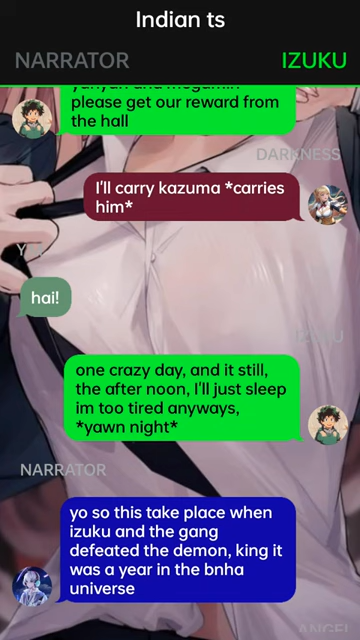 Indian ts
NARRATOR IZUKU
please get our reward from
the hall
DARKNESS
I'll carry kazuma *carries
him*
Y
hai!
one crazy day, and it still,
the after noon, I'll just sleep
im too tired anyways,
*yawn night*
NARRATOR
yo so this take place when
izuku and the gang
defeated the demon, king it
was a year in the bnha
universe
ANGEL